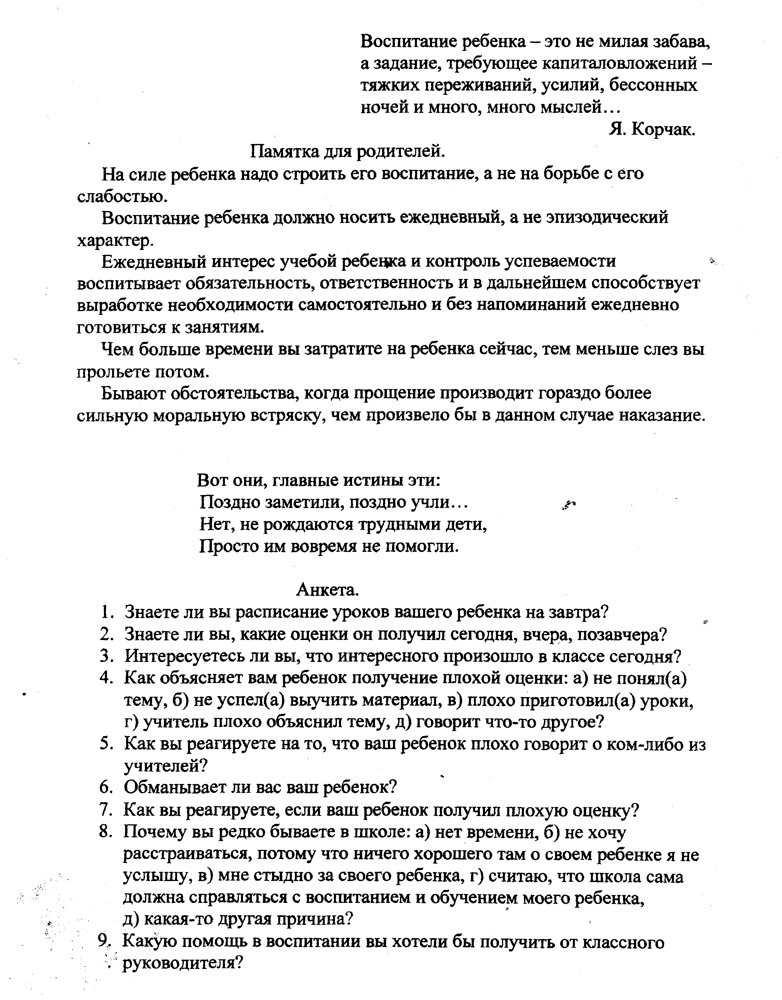 Воспитание ребенка – это не милая забава,
а задание, требующее капиталовложений –
тяжких переживаний, усилий, бессонных
ночей и много, много мыслей…
Я. Корчак.
Памятка для родителей.
На силе ребенка надо строить его воспитание, а не на борьбе с его
слабостью.
Воспитание ребенка должно носить ежедневный, а не эпизодический
характер.
Ежедневный интерес учебой ребенка и контроль успеваемости
воспитывает обязательность, ответственность и в дальнейшем способствует
выработке необходимости самостоятельно и без напоминаний ежедневно
готовиться к занятиям.
Чем больше времени вы затратите на ребенка сейчас, тем меньше слез вы
прольете потом.
Бывают обстоятельства, когда прощение производит гораздо более
сильную моральную встряску, чем произвело бы в данном случае наказание.
Вот они, главные истины эти:
Поздно заметили, поздно учли…
Нет, не рождаются трудными дети,
Просто им вовремя не помогли.
Анкета.
1. Знаете ли вы расписание уроков вашего ребенка на завтра?
2. Знаете ли вы, какие оценки он получил сегодня, вчера, позавчера?
3. Интересуетесь ли вы, что интересного произошло в классе сегодня?
4. Как объясняет вам ребенок получение плохой оценки: а) не понял(а)
тему, б) не успел(а) выучить материал, в) плохо приготовил(а) уроки,
г) учитель плохо объяснил тему, д) говорит что-то другое?
5. Как вы реагируете на то, что ваш ребенок плохо говорит о ком-либо из
учителей?
6. Обманывает ли вас ваш ребенок?
7. Как вы реагируете, если ваш ребенок получил плохую оценку?
8. Почему вы редко бываете в школе: а) нет времени, б) не хочу
расстраиваться, потому что ничего хорошего там о своем ребенке я не
услышу, в) мне стыдно за своего ребенка, г) считаю, что школа сама
должна справляться с воспитанием и обучением моего ребенка,
д) какая-то другая причина?
9. Какую помощь в воспитании вы хотели бы получить от классного
руководителя?